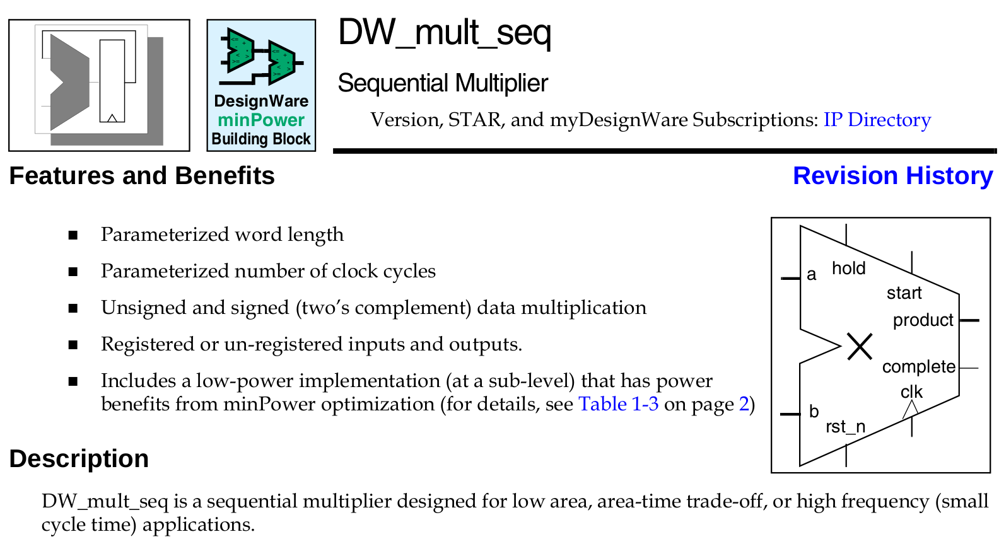 DW_mult_seq
Sequential Multiplier
Version, STAR, and myDesignWare Subscriptions: IP Directory
DesignWare
minPower
Building Block
Features and Benefits
Revision History
■ Parameterized word length
■ Parameterized number of clock cycles
■ Unsigned and signed (two’s complement) data multiplication
■ Registered or un-registered inputs and outputs.
■ Includes a low-power implementation (at a sub-level) that has power
benefits from minPower optimization (for details, see Table 1-3 on page 2)
a
hold
start
product
complete
clk
b
rst_n
Description
DW_mult_seq is a sequential multiplier designed for low area, area-time trade-off, or high frequency (small
cycle time) applications.